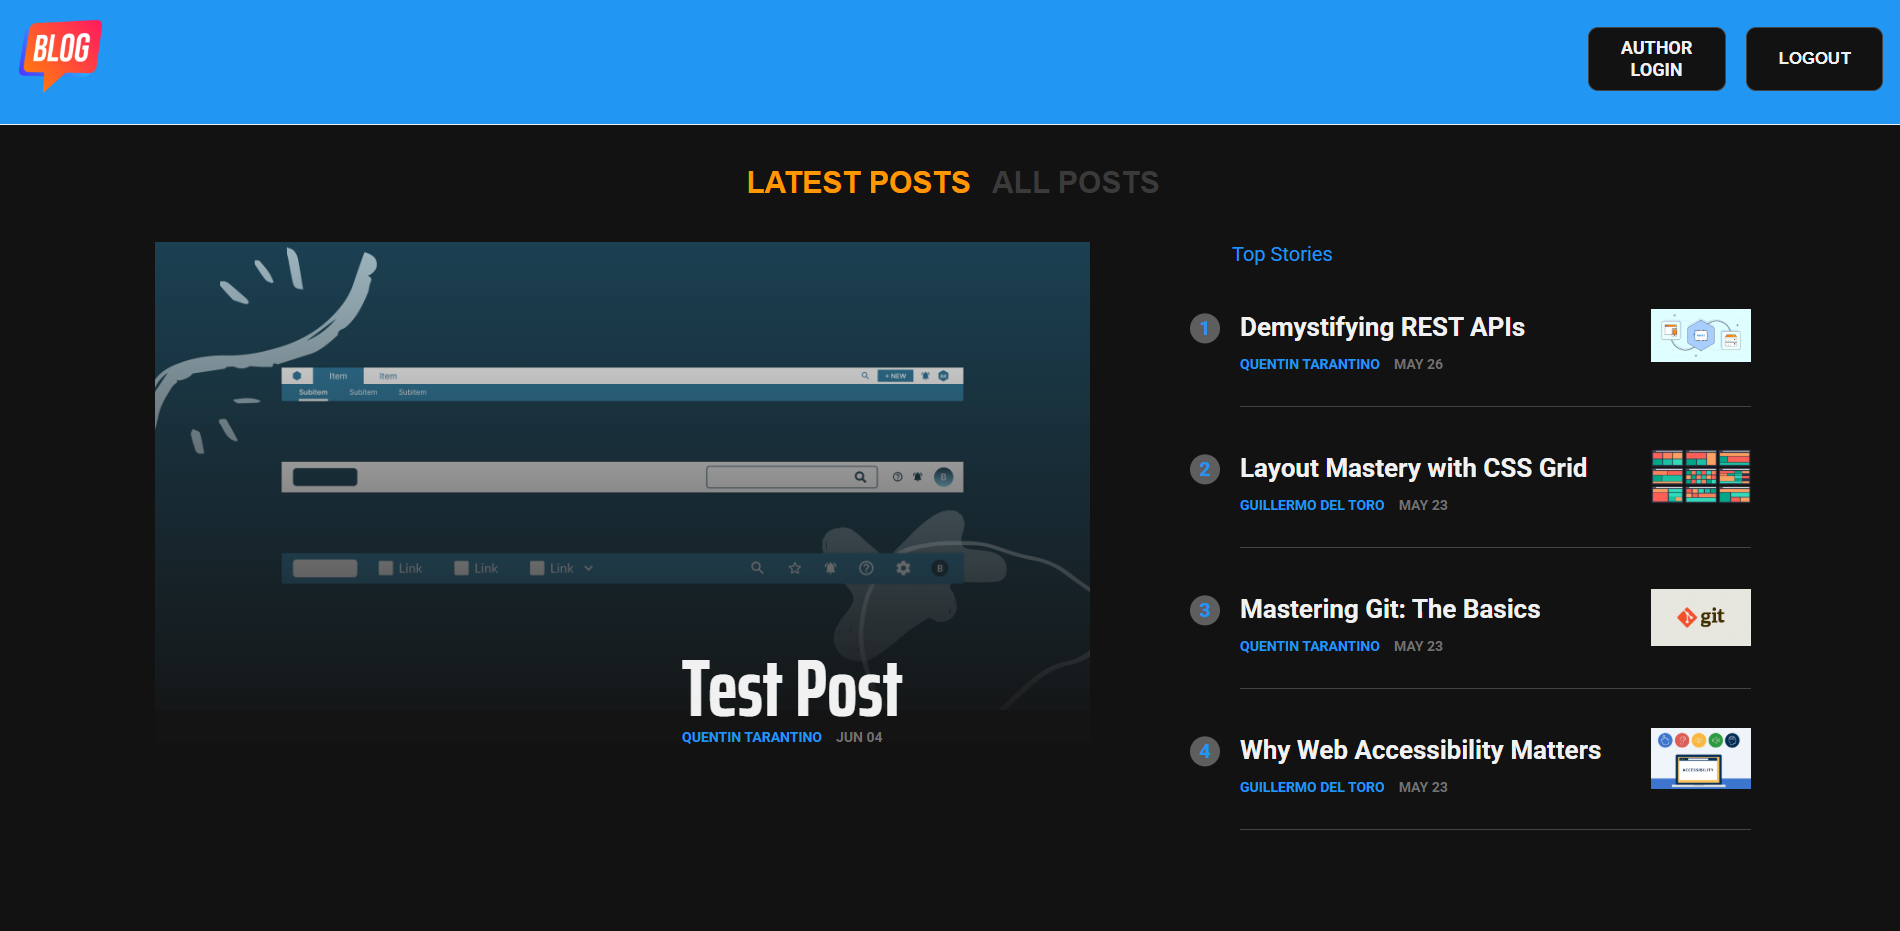 BLOG
AUTHOR
LOGIN
LOGOUT
LATEST POSTS ALL POSTS
Item Item
+ NEW
SubItem SubItem SubItem
B
Link Link Link
B
Test Post
QUENTIN TARANTINO JUN 04
Top Stories
1 Demystifying REST APIs
QUENTIN TARANTINO MAY 26
2 Layout Mastery with CSS Grid
GUILLERMO DEL TORO MAY 23
3 Mastering Git: The Basics
QUENTIN TARANTINO MAY 23
git
4 Why Web Accessibility Matters
GUILLERMO DEL TORO MAY 23
ACCESSIBILITY